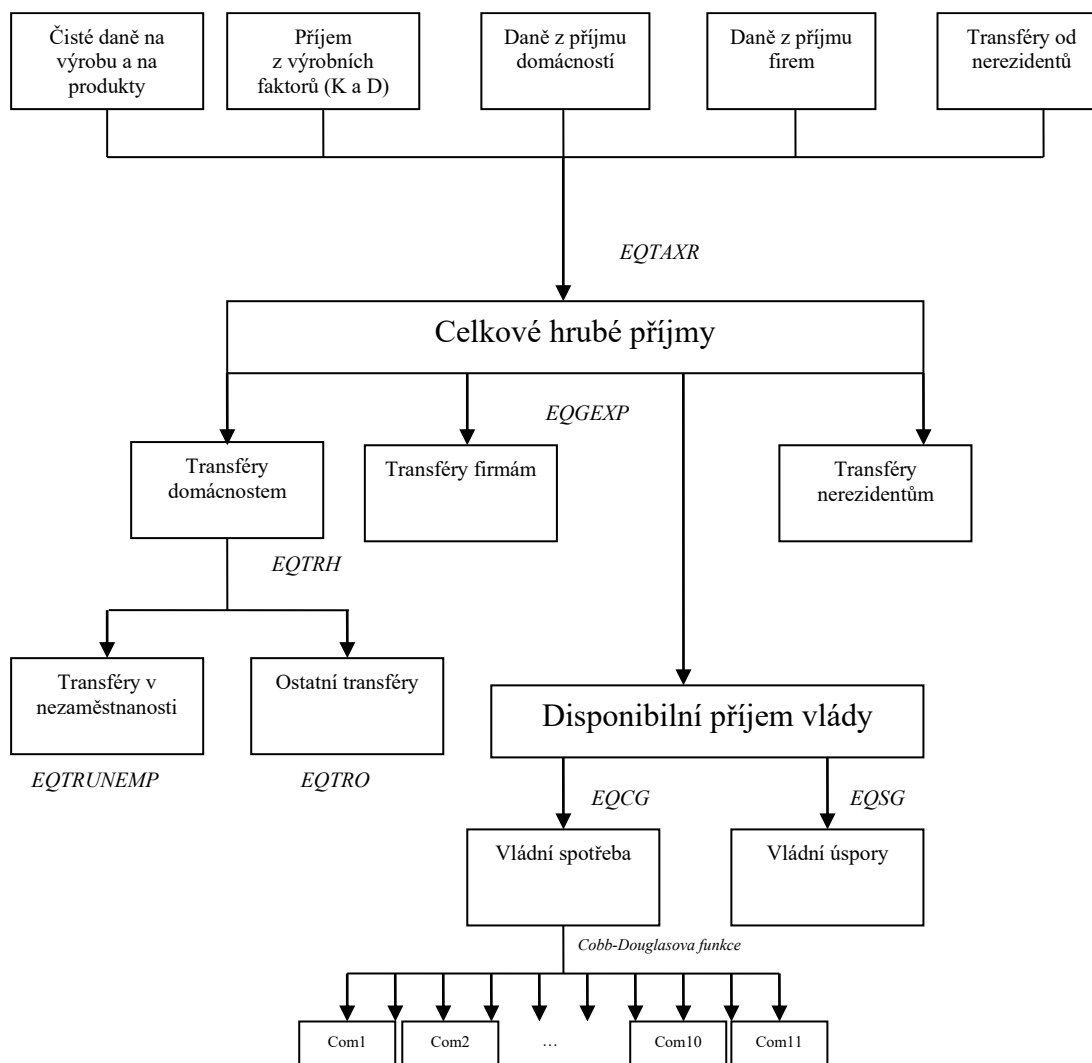 Čisté daně na
výrobu a na
produkty
Příjem
z výrobních
faktorů (K a D)
Daně z příjmu
domácností
Daně z příjmu
firem
Transféry od
nerezidentů
EQTAXR
Celkové hrubé příjmy
EQGEXP
Transféry
domácnostem
Transféry firmám
Transféry
nerezidentům
EQTRH
Transféry v
nezaměstnanosti
Ostatní transféry
Disponibilní příjem vlády
EQTRUNEMP
EQTRO
EQCG
EQSG
Vládní spotřeba
Vládní úspory
Cobb-Douglasova funkce
Com1
Com2
…
Com10
Com11